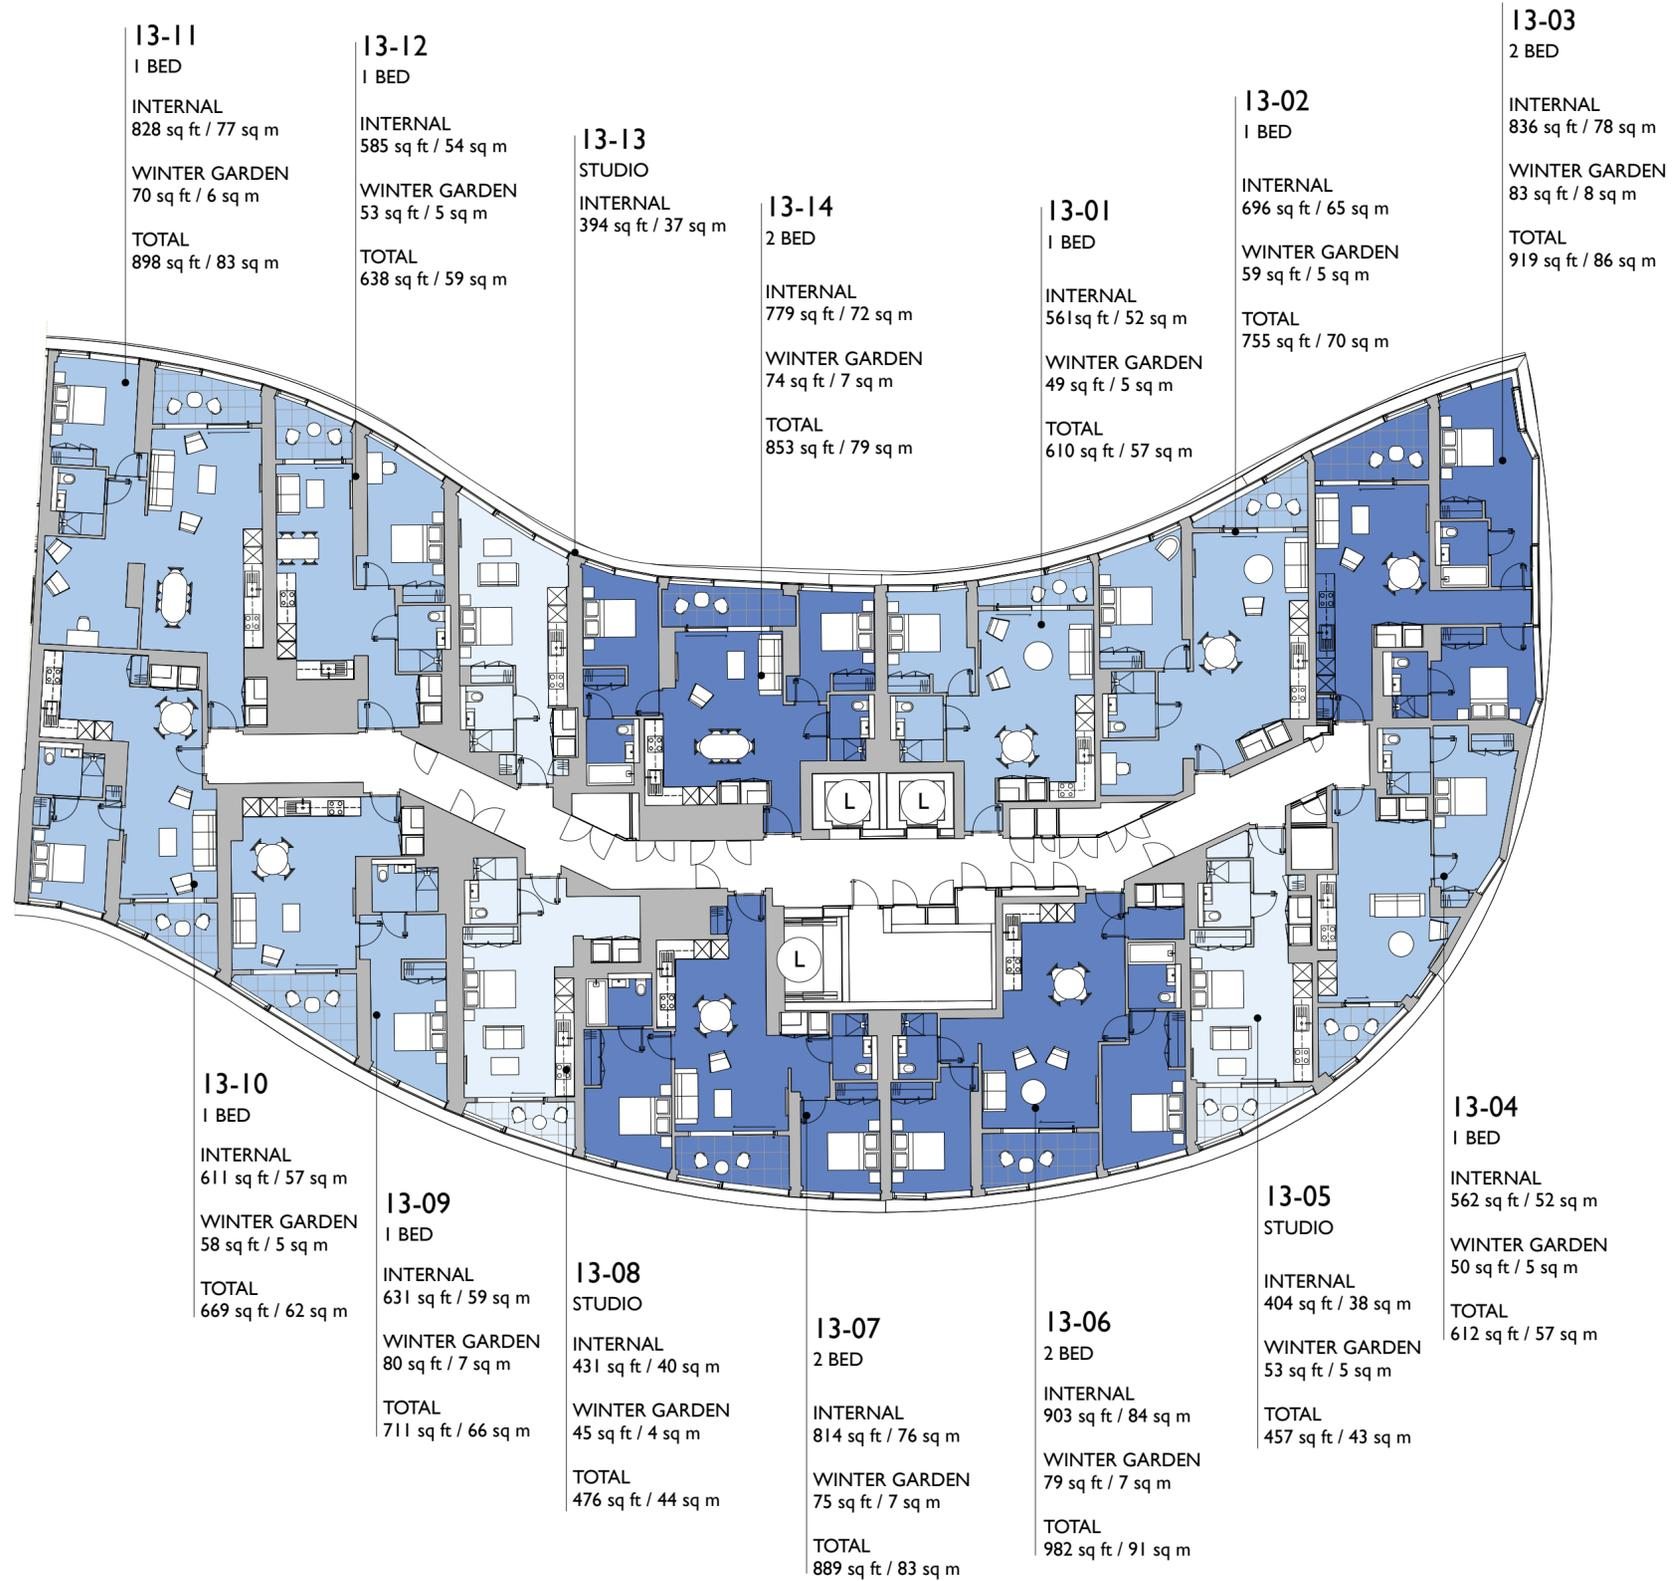 13-11
1 BED
INTERNAL
828 sq ft / 77 sq m
WINTER GARDEN
70 sq ft / 6 sq m
TOTAL
898 sq ft / 83 sq m
13-12
1 BED
INTERNAL
585 sq ft / 54 sq m
WINTER GARDEN
53 sq ft / 5 sq m
TOTAL
638 sq ft / 59 sq m
13-13
STUDIO
INTERNAL
394 sq ft / 37 sq m
13-14
2 BED
INTERNAL
779 sq ft / 72 sq m
WINTER GARDEN
74 sq ft / 7 sq m
TOTAL
853 sq ft / 79 sq m
13-01
1 BED
INTERNAL
561sq ft / 52 sq m
WINTER GARDEN
49 sq ft / 5 sq m
TOTAL
610 sq ft / 57 sq m
13-02
1 BED
INTERNAL
696 sq ft / 65 sq m
WINTER GARDEN
59 sq ft / 5 sq m
TOTAL
755 sq ft / 70 sq m
13-03
2 BED
INTERNAL
836 sq ft / 78 sq m
WINTER GARDEN
83 sq ft / 8 sq m
TOTAL
919 sq ft / 86 sq m
L
L
L
13-10
1 BED
INTERNAL
611 sq ft / 57 sq m
WINTER GARDEN
58 sq ft / 5 sq m
TOTAL
669 sq ft / 62 sq m
13-09
1 BED
INTERNAL
631 sq ft / 59 sq m
WINTER GARDEN
80 sq ft / 7 sq m
TOTAL
711 sq ft / 66 sq m
13-08
STUDIO
INTERNAL
431 sq ft / 40 sq m
WINTER GARDEN
45 sq ft / 4 sq m
TOTAL
476 sq ft / 44 sq m
13-07
2 BED
INTERNAL
814 sq ft / 76 sq m
WINTER GARDEN
75 sq ft / 7 sq m
TOTAL
889 sq ft / 83 sq m
13-06
2 BED
INTERNAL
903 sq ft / 84 sq m
WINTER GARDEN
79 sq ft / 7 sq m
TOTAL
982 sq ft / 91 sq m
13-05
STUDIO
INTERNAL
404 sq ft / 38 sq m
WINTER GARDEN
53 sq ft / 5 sq m
TOTAL
457 sq ft / 43 sq m
13-04
1 BED
INTERNAL
562 sq ft / 52 sq m
WINTER GARDEN
50 sq ft / 5 sq m
TOTAL
612 sq ft / 57 sq m